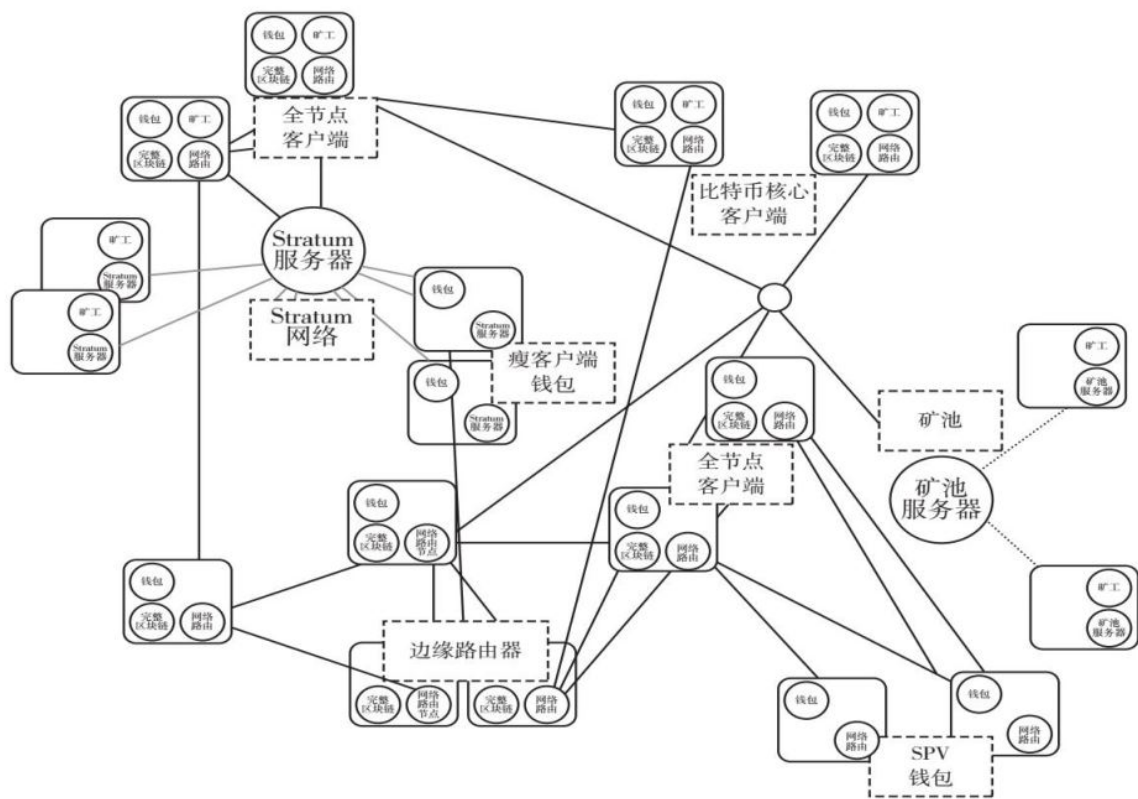 钱包
矿工
完整
区块链
网络
路由
全节点
客户端
钱包
矿工
完整
区块链
网络
路由
钱包
矿工
完整
区块链
网络
路由
钱包
矿工
完整
区块链
网络
路由
比特币核心
客户端
矿工
Stratum
服务器
矿工
Stratum
服务器
Stratum
服务器
Stratum
网络
钱包
Stratum
服务器
瘦客户端
钱包
钱包
Stratum
服务器
钱包
完整
区块链
网络
路由
全节点
客户端
钱包
完整
区块链
网络
路由
矿池
矿池
服务器
矿工
矿池
服务器
矿工
矿池
服务器
钱包
完整
区块链
网络
路由
节点
钱包
完整
区块链
网络
路由
边缘路由器
完整
区块链
网络
路由
节点
完整
区块链
网络
路由
钱包
网络
路由
钱包
网络
路由
SPV
钱包